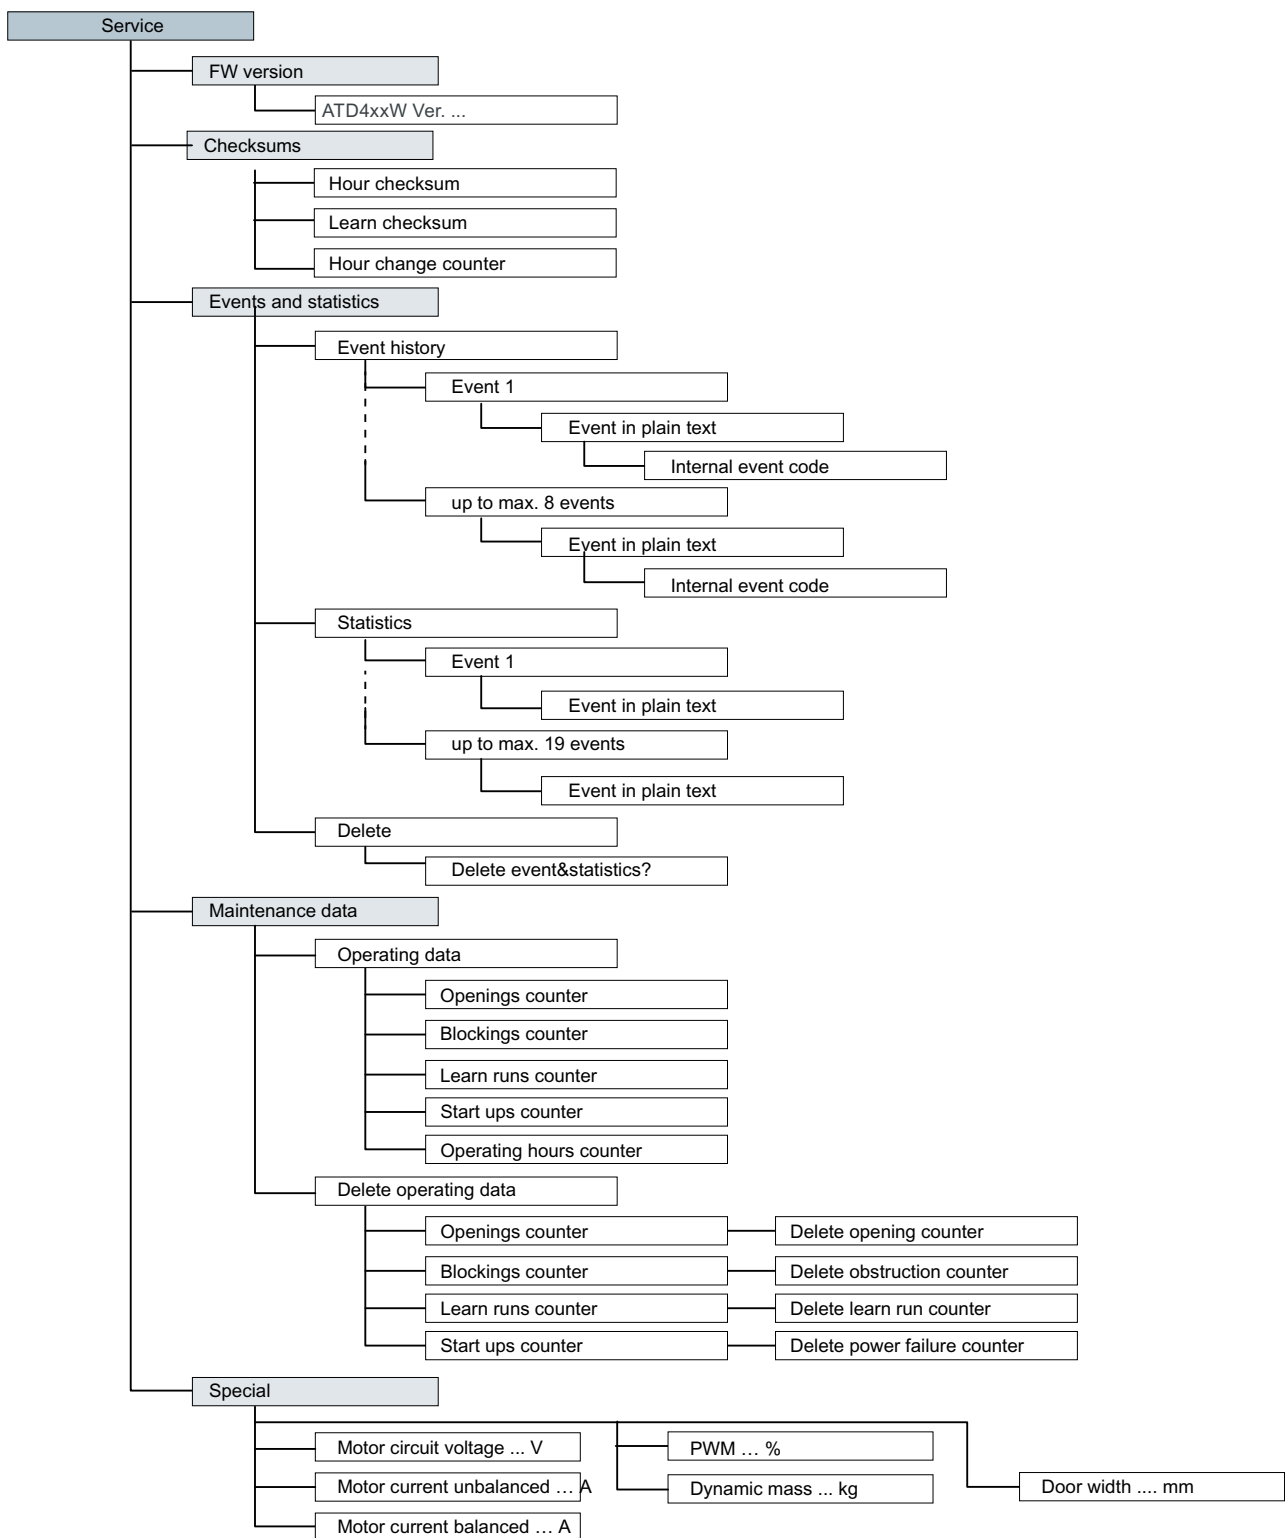 Service
FW version
ATD4xxW Ver. ...
Checksums
Hour checksum
Learn checksum
Hour change counter
Events and statistics
Event history
Event 1
Event in plain text
Internal event code
up to max. 8 events
Event in plain text
Internal event code
Statistics
Event 1
Event in plain text
up to max. 19 events
Event in plain text
Delete
Delete event&statistics?
Maintenance data
Operating data
Openings counter
Blockings counter
Learn runs counter
Start ups counter
Operating hours counter
Delete operating data
Openings counter
Delete opening counter
Blockings counter
Delete obstruction counter
Learn runs counter
Delete learn run counter
Start ups counter
Delete power failure counter
Special
Motor circuit voltage ... V
PWM … %
Motor current unbalanced … A
Dynamic mass ... kg
Door width .... mm
Motor current balanced … A